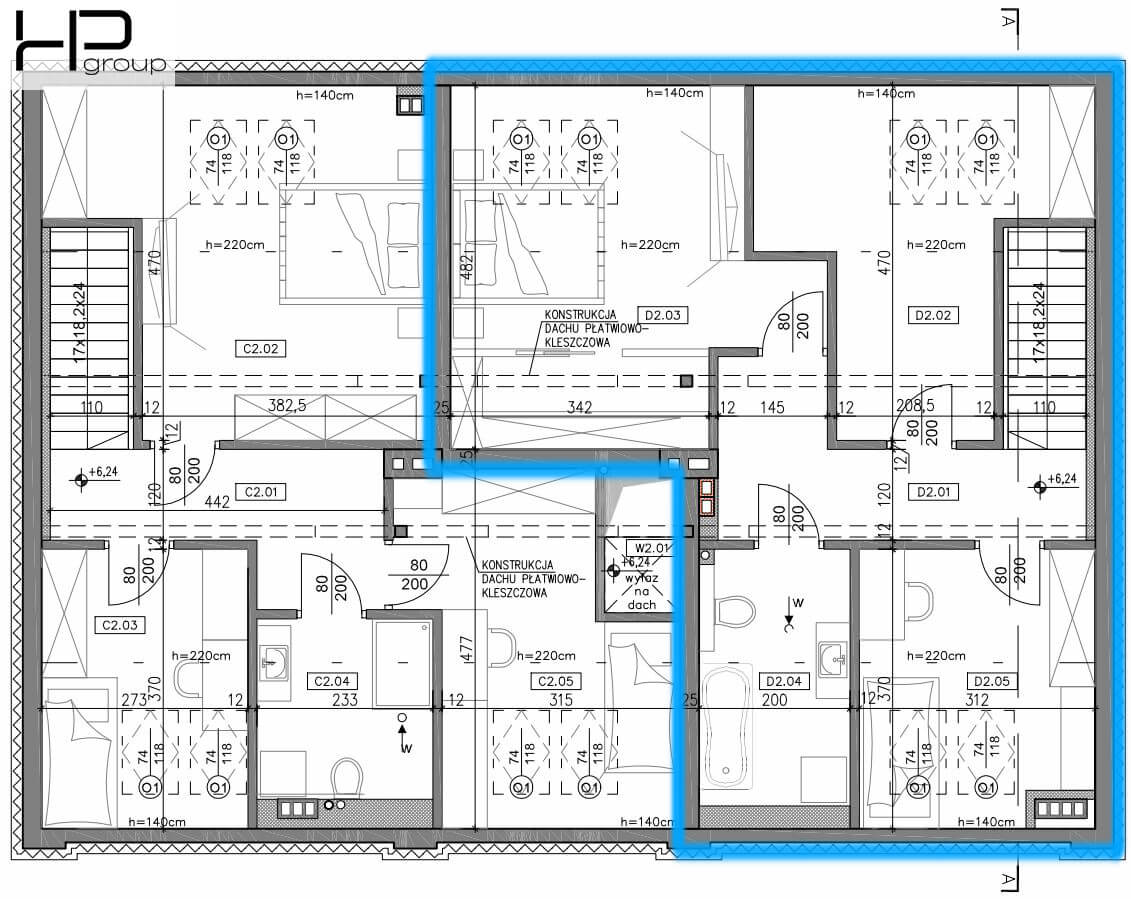 HP
group
A
h=140cm
h=140cm
h=140cm
O1
O1
O1
O1
O1
O1
74
118
74
118
74
118
74
118
74
118
74
118
h=220cm
h=220cm
h=220cm
470
482
470
17x18,2x24
17x18,2x24
C2.02
KONSTRUKCJA
DACHU PŁATWIOWO-
KLESZCZOWA
D2.03
80
200
D2.02
110
12
382,5
25
342
12
145
12
208,5
12
110
12
80
200
80
200
25
12
+6,24
120
C2.01
442
D2.01
120
+6,24
12
80
200
12
80
200
80
200
80
200
KONSTRUKCJA
DACHU PŁATWIOWO-
KLESZCZOWA
W2.01
+6,24
wyłaz
na
dach
80
200
W
C2.03
h=220cm
477
h=220cm
h=220cm
370
C2.04
C2.05
D2.04
370
D2.05
273
12
233
12
315
25
200
12
312
W
74
118
74
118
74
118
74
118
74
118
74
118
O1
O1
O1
O1
O1
O1
h=140cm
h=140cm
h=140cm
A